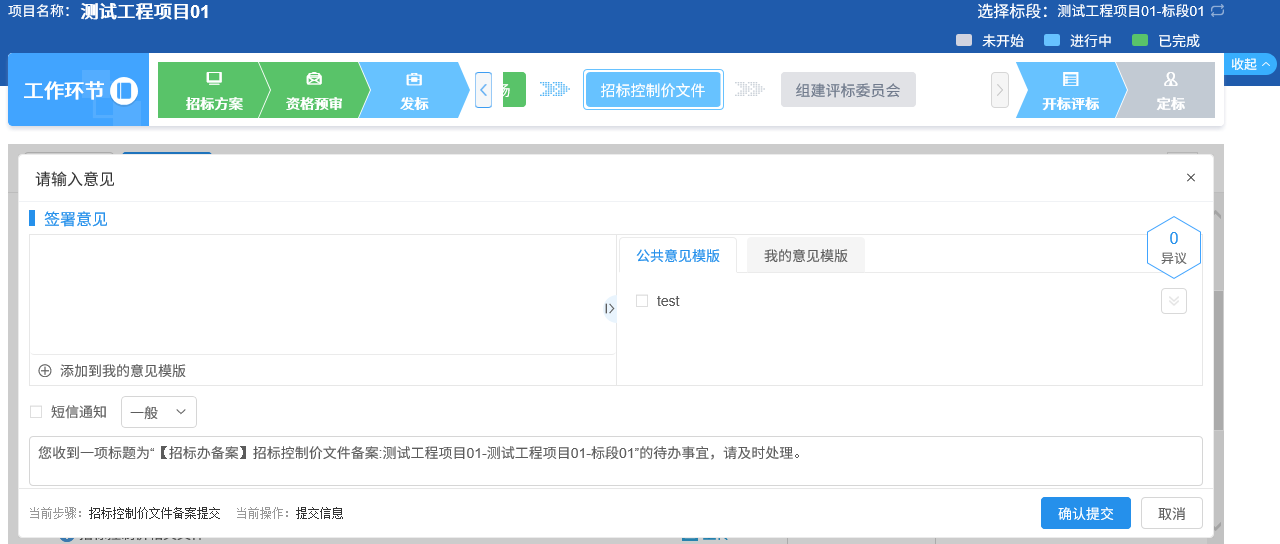 项目名称： 测试工程项目01
选择标段： 测试工程项目01-标段01
未开始 进行中 已完成
工作环节
招标方案
资格预审
发标
招标控制价文件
组建评标委员会
开标评标
定标
收起
请输入意见
签署意见
公共意见模版
我的意见模版
0
异议
test
添加到我的意见模版
短信通知 一般
您收到一项标题为“【招标办备案】招标控制价文件备案:测试工程项目01-测试工程项目01-标段01”的待办事宜，请及时处理。
当前步骤： 招标控制价文件备案提交 当前操作： 提交信息
确认提交
取消